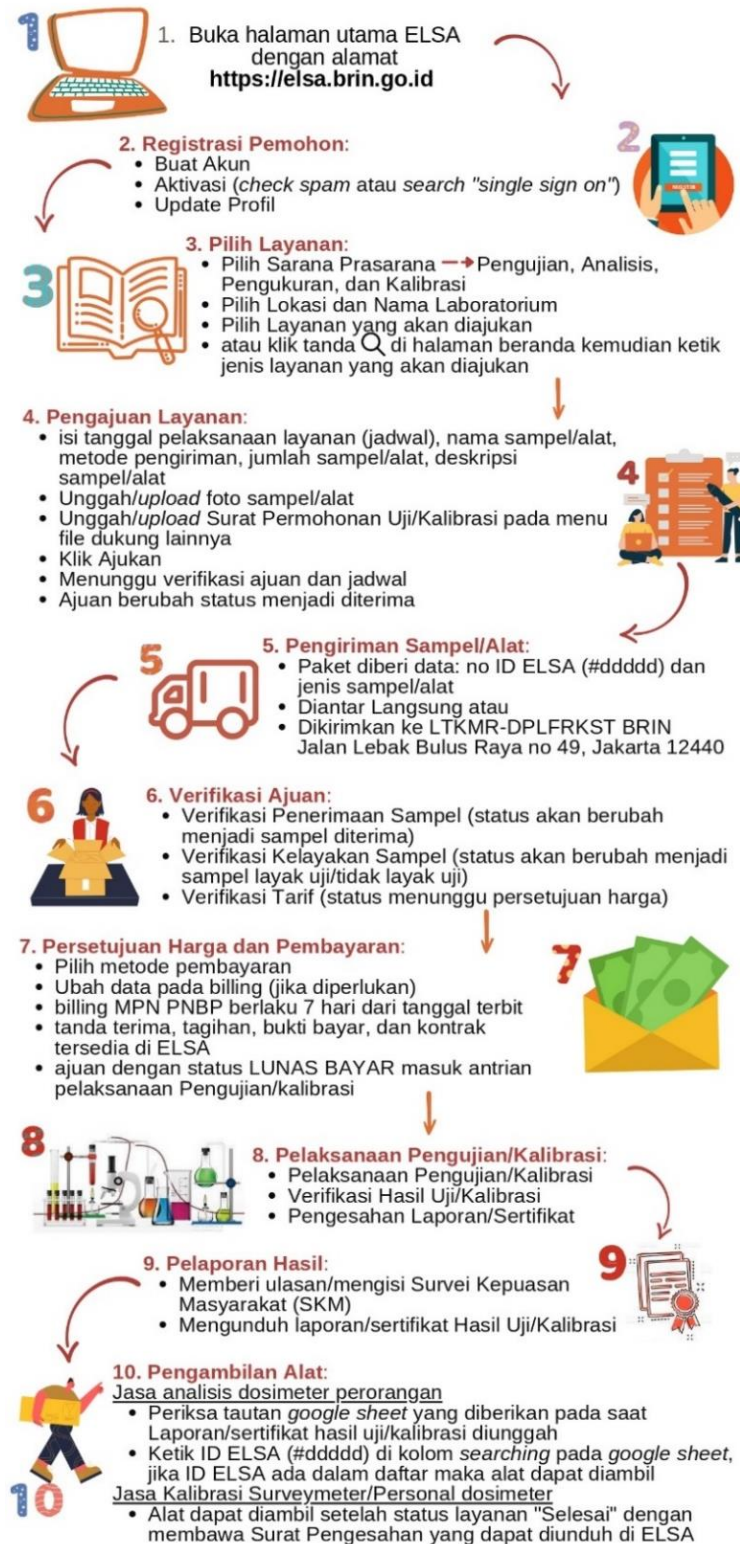 1
1. Buka halaman utama ELSA
dengan alamat
https://elsa.brin.go.id
2
2. Registrasi Pemohon:
• Buat Akun
• Aktivasi (check spam atau search "single sign on")
• Update Profil
3
3. Pilih Layanan:
• Pilih Sarana Prasarana → Pengujian, Analisis,
Pengukuran, dan Kalibrasi
• Pilih Lokasi dan Nama Laboratorium
• Pilih Layanan yang akan diajukan
• atau klik tanda di halaman beranda kemudian ketik
jenis layanan yang akan diajukan
4. Pengajuan Layanan:
• isi tanggal pelaksanaan layanan (jadwal), nama sampel/alat,
metode pengiriman, jumlah sampel/alat, deskripsi
sampel/alat
• Unggah/upload foto sampel/alat
• Unggah/upload Surat Permohonan Uji/Kalibrasi pada menu
file dukung lainnya
• Klik Ajukan
• Menunggu verifikasi ajuan dan jadwal
• Ajuan berubah status menjadi diterima
4
5
5. Pengiriman Sampel/Alat:
• Paket diberi data: no ID ELSA (#ddddd) dan
jenis sampel/alat
• Diantar Langsung atau
• Dikirimkan ke LTKMR-DPLFRKST BRIN
Jalan Lebak Bulus Raya no 49, Jakarta 12440
6
6. Verifikasi Ajuan:
• Verifikasi Penerimaan Sampel (status akan berubah
menjadi sampel diterima)
• Verifikasi Kelayakan Sampel (status akan berubah menjadi
sampel layak uji/tidak layak uji)
• Verifikasi Tarif (status menunggu persetujuan harga)
7. Persetujuan Harga dan Pembayaran:
• Pilih metode pembayaran
• Ubah data pada billing (jika diperlukan)
• billing MPN PNBP berlaku 7 hari dari tanggal terbit
• tanda terima, tagihan, bukti bayar, dan kontrak
tersedia di ELSA
• ajuan dengan status LUNAS BAYAR masuk antrian
pelaksanaan Pengujian/kalibrasi
7
8
8. Pelaksanaan Pengujian/Kalibrasi:
• Pelaksanaan Pengujian/Kalibrasi
• Verifikasi Hasil Uji/Kalibrasi
• Pengesahan Laporan/Sertifikat
9. Pelaporan Hasil:
• Memberi ulasan/mengisi Survei Kepuasan
Masyarakat (SKM)
• Mengunduh laporan/sertifikat Hasil Uji/Kalibrasi
9
10. Pengambilan Alat:
Jasa analisis dosimeter perorangan
• Periksa tautan google sheet yang diberikan pada saat
Laporan/sertifikat hasil uji/kalibrasi diunggah
• Ketik ID ELSA (#ddddd) di kolom searching pada google sheet,
jika ID ELSA ada dalam daftar maka alat dapat diambil
Jasa Kalibrasi Surveymeter/Personal dosimeter
• Alat dapat diambil setelah status layanan "Selesai" dengan
membawa Surat Pengesahan yang dapat diunduh di ELSA
10